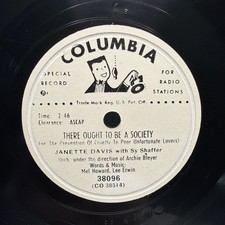 COLUMBIA
SPECIAL RECORD
FOR RADIO STATIONS
Trade Mark Reg. U.S. Pat. Off.
Time: 2:46
Clearance: ASCAP
THERE OUGHT TO BE A SOCIETY
(For The Prevention Of Cruelty To Poor Unfortunate Lovers)
JANETTE DAVIS with Sy Shaffer
Orch. under the direction of Archie Bleyer
Words & Music:
Mel Howard, Lee Erwin
38096
(CO 38514)